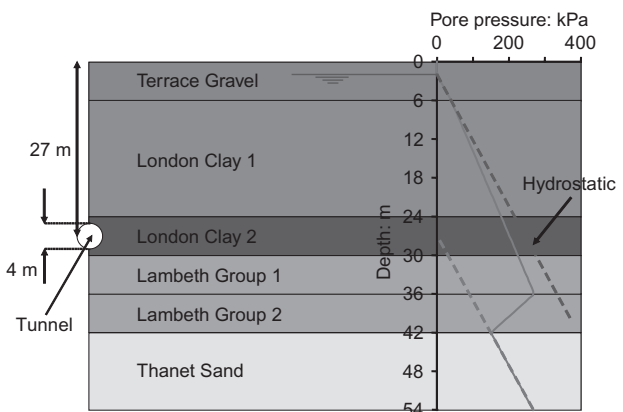 Pore pressure: kPa
0 200 400
0
Terrace Gravel
6
12
27 m
London Clay 1
18
Hydrostatic
24
London Clay 2
Depth: m
30
4 m
Lambeth Group 1
36
Tunnel
Lambeth Group 2
42
Thanet Sand
48
54